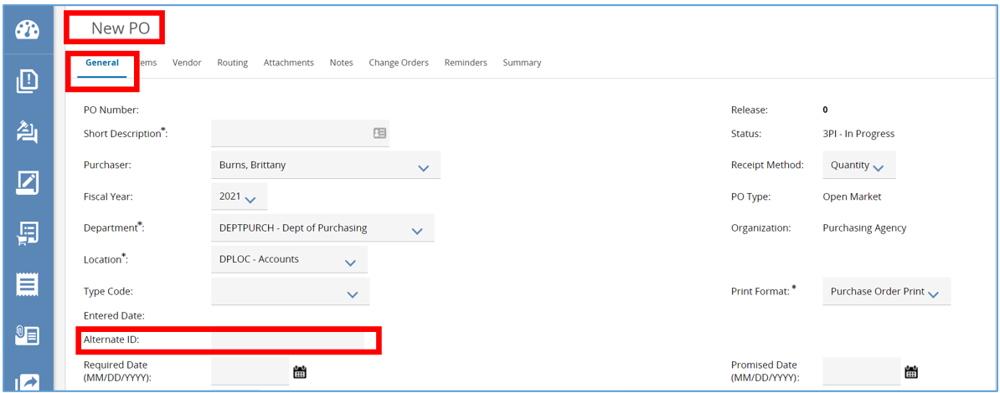 New PO
General ems Vendor Routing Attachments Notes Change Orders Reminders Summary
PO Number: Release: 0
Short Description*: Status: 3PI - In Progress
Purchaser: Burns, Brittany Receipt Method: Quantity
Fiscal Year: 2021 PO Type: Open Market
Department*: DEPTPURCH - Dept of Purchasing Organization: Purchasing Agency
Location*: DPLOC - Accounts
Type Code: Print Format: * Purchase Order Print
Entered Date:
Alternate ID:
Required Date Promised Date
(MM/DD/YYYY): (MM/DD/YYYY):